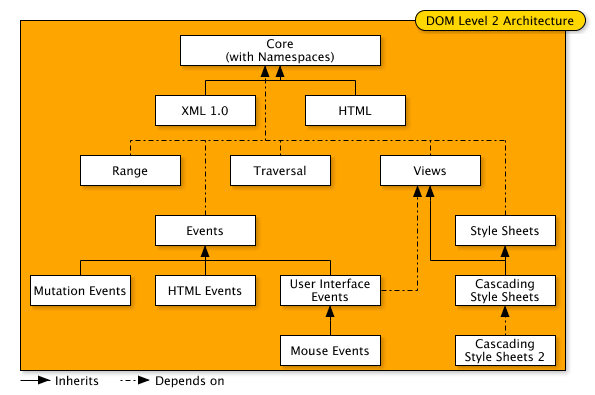 DOM Level 2 Architecture
Core
(with Namespaces)
XML 1.0
HTML
Range
Traversal
Views
Events
Style Sheets
Mutation Events
HTML Events
User Interface
Events
Cascading
Style Sheets
Mouse Events
Cascading
Style Sheets 2
Inherits
Depends on